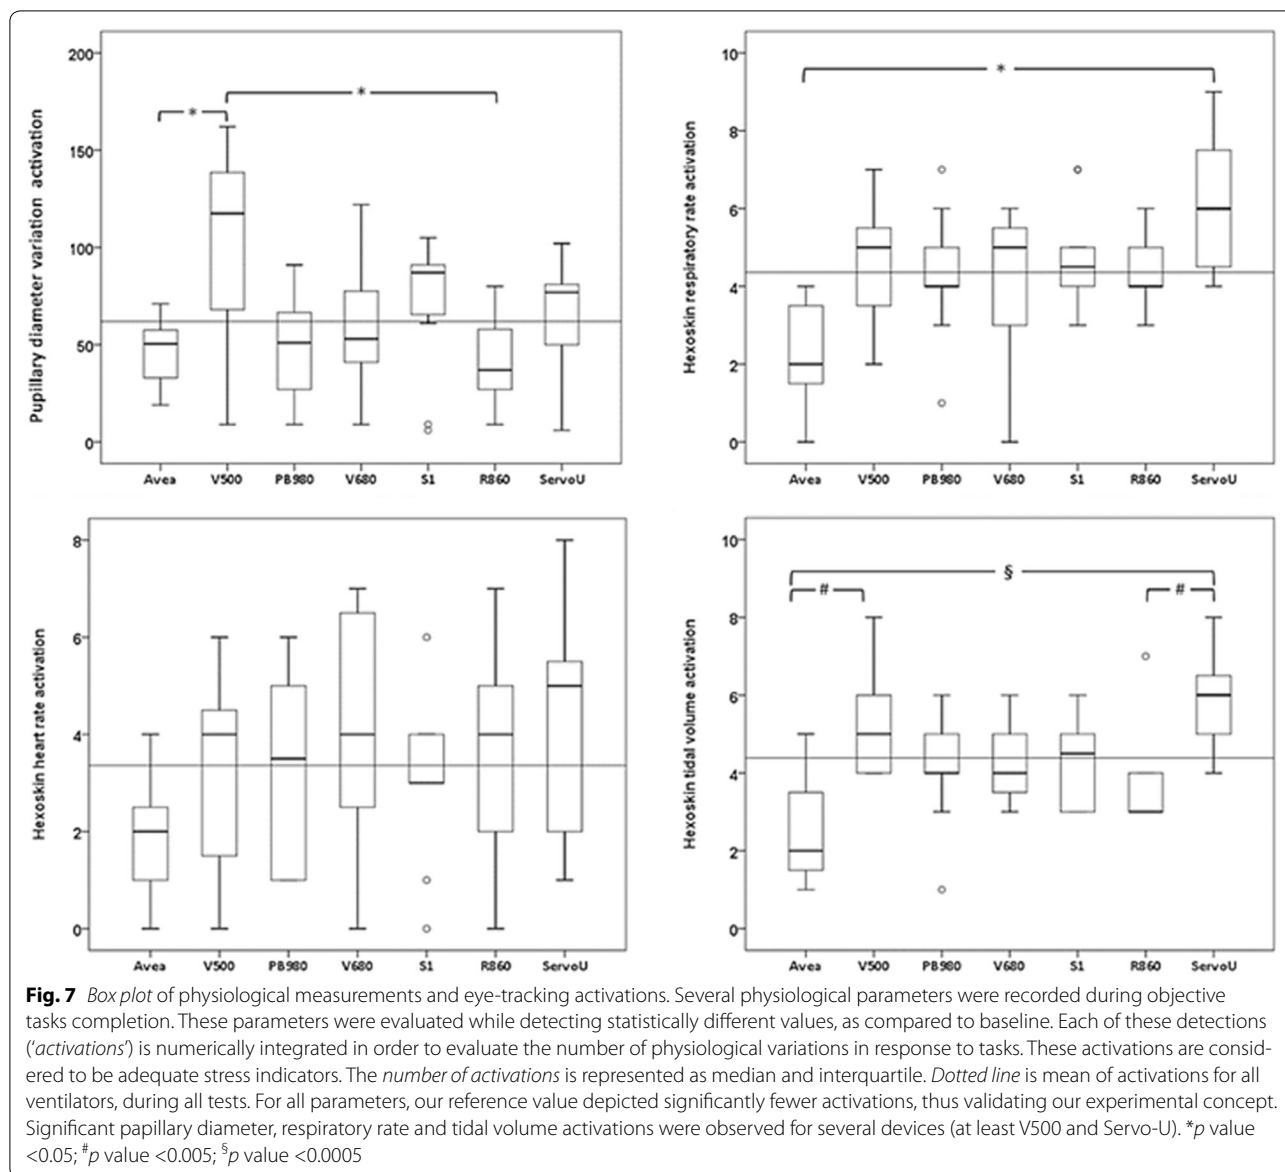 200
150
100
50
0
Pupillary diameter variation activation
*
*
Avea V500 PB980 V680 S1 R860 ServoU
10
8
6
4
2
0
Hexoskin respiratory rate activation
*
Avea V500 PB980 V680 S1 R860 ServoU
8
6
4
2
0
Hexoskin heart rate activation
Avea V500 PB980 V680 S1 R860 ServoU
10
8
6
4
2
0
Hexoskin tidal volume activation
§
# #
Avea V500 PB980 V680 S1 R860 ServoU
Fig. 7 Box plot of physiological measurements and eye-tracking activations. Several physiological parameters were recorded during objective
tasks completion. These parameters were evaluated while detecting statistically different values, as compared to baseline. Each of these detections
('activations') is numerically integrated in order to evaluate the number of physiological variations in response to tasks. These activations are consid-
ered to be adequate stress indicators. The number of activations is represented as median and interquartile. Dotted line is mean of activations for all
ventilators, during all tests. For all parameters, our reference value depicted significantly fewer activations, thus validating our experimental concept.
Significant papillary diameter, respiratory rate and tidal volume activations were observed for several devices (at least V500 and Servo-U). *p value
<0.05; #p value <0.005; §p value <0.0005